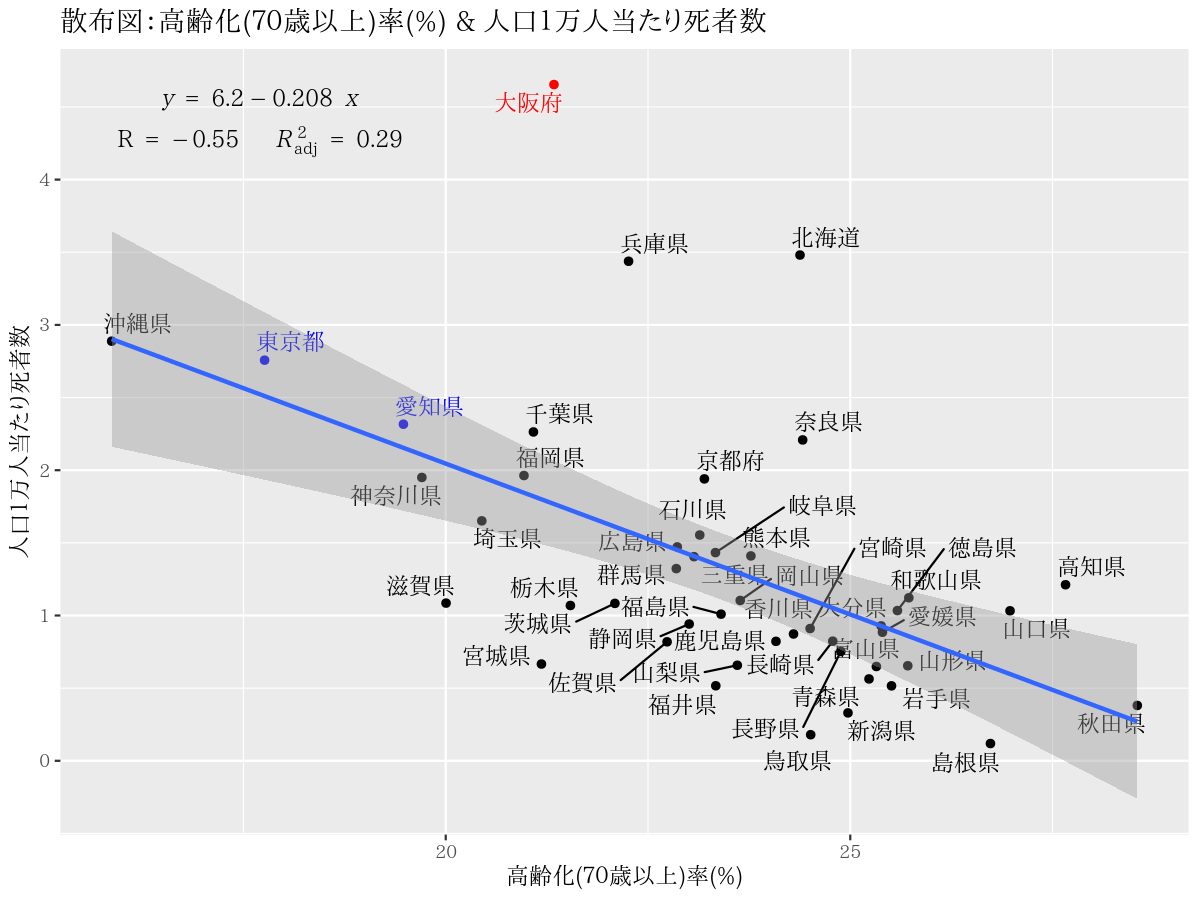 散布図：高齢化(70歳以上)率(%) & 人口1万人当たり死者数
y = 6.2 − 0.208 x
R = −0.55 R²adj = 0.29
大阪府
4
兵庫県 北海道
沖縄県
3
東京都
愛知県 千葉県 奈良県
2
福岡県 京都府
神奈川県 石川県 岐阜県
埼玉県 広島県 熊本県 宮崎県 徳島県
群馬県 三重県 岡山県 和歌山県 高知県
滋賀県 栃木県 福島県 香川県 大分県 愛媛県
1
茨城県 静岡県 鹿児島県 山口県
宮城県 佐賀県 山梨県 長崎県 富山県 山形県
福井県 青森県 岩手県
長野県 新潟県 秋田県
0
鳥取県 島根県
20 25
高齢化(70歳以上)率(%)
人口1万人当たり死者数